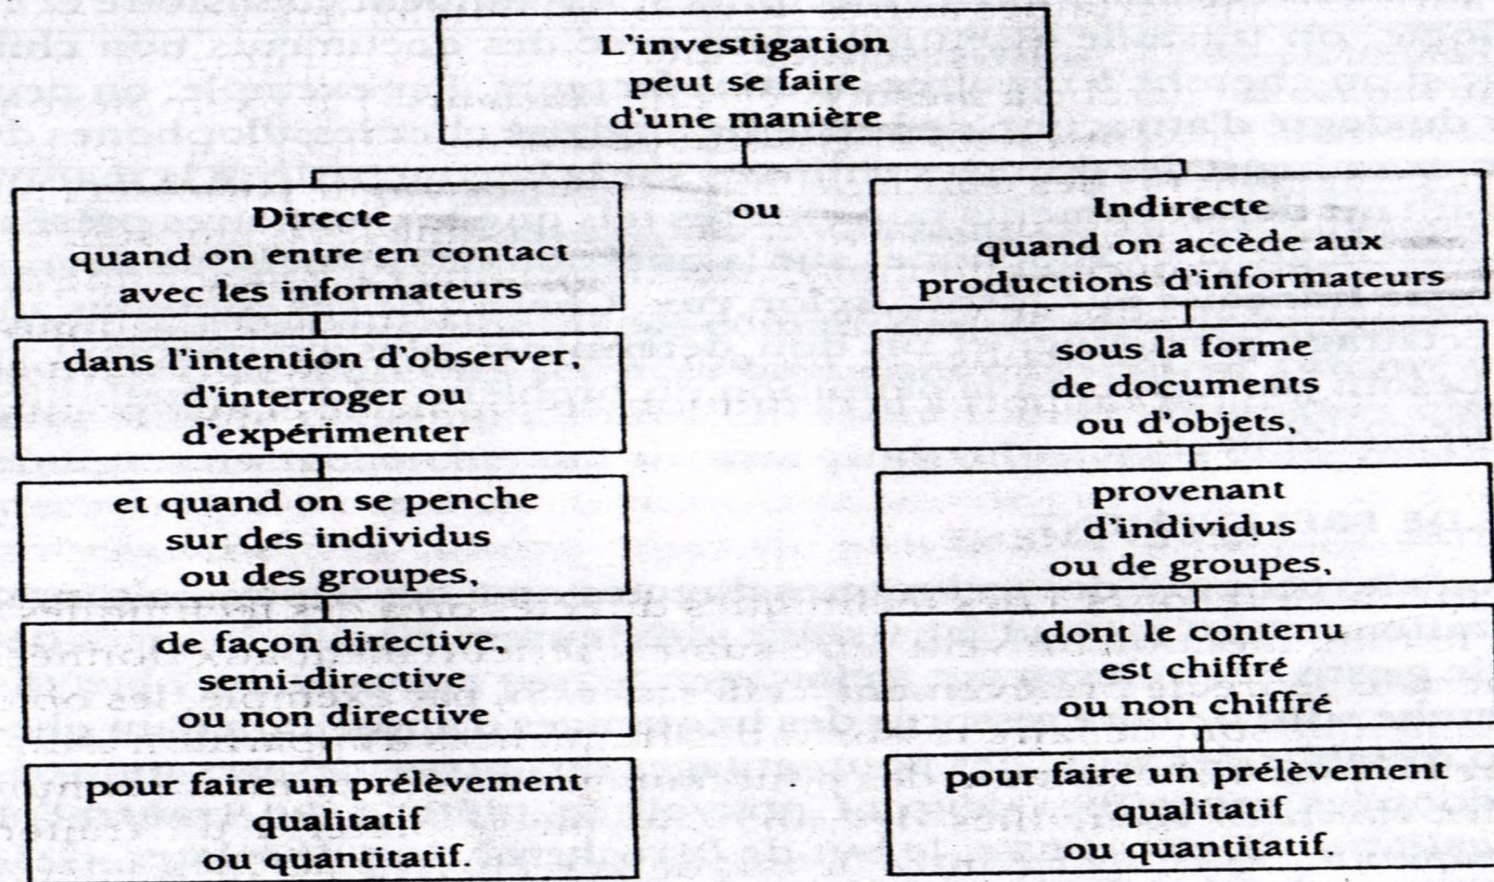 L'investigation
peut se faire
d'une manière
Directe
quand on entre en contact
avec les informateurs
ou
Indirecte
quand on accède aux
productions d'informateurs
dans l'intention d'observer,
d'interroger ou
d'expérimenter
sous la forme
de documents
ou d'objets,
et quand on se penche
sur des individus
ou des groupes,
provenant
d'individus
ou de groupes,
de façon directive,
semi-directive
ou non directive
dont le contenu
est chiffré
ou non chiffré
pour faire un prélèvement
qualitatif
ou quantitatif.
pour faire un prélèvement
qualitatif
ou quantitatif.